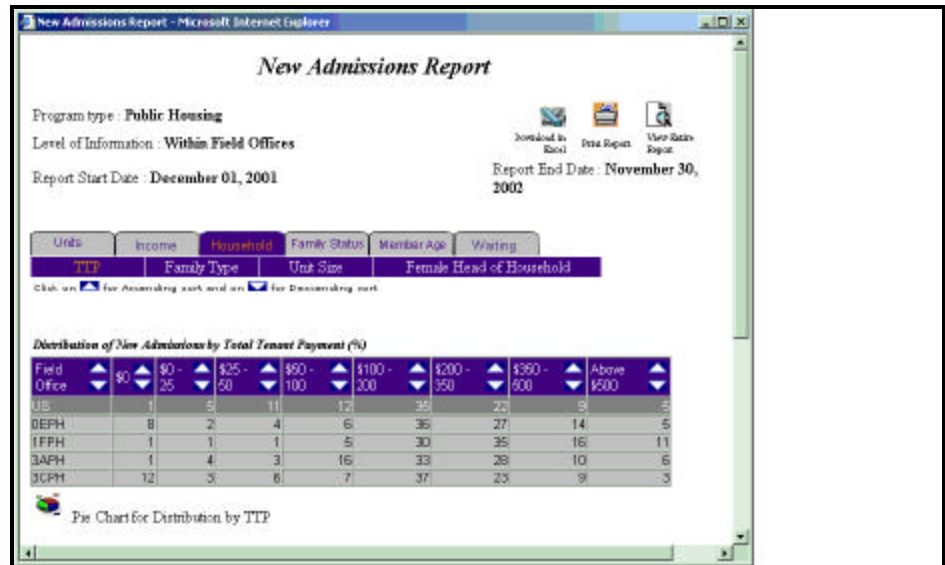 New Admissions Report - Microsoft Internet Explorer
New Admissions Report
Program type : Public Housing
Level of Information : Within Field Offices
Report Start Date : December 01, 2001
Download in Excel
Print Report
View Entire Report
Report End Date : November 30, 2002
Units Income Household Family Status Member Age Waiting
TTP Family Type Unit Size Female Head of Household
Click on for Ascending sort and on for Descending sort
Distribution of New Admissions by Total Tenant Payment (%)
Field Office $0 $0 - 25 $25 - 50 $50 - 100 $100 - 200 $200 - 350 $350 - 500 Above $500
US 1 5 11 12 35 22 9
0EPH 8 2 4 6 36 27 14 5
1FPH 1 1 1 5 30 35 16 11
3APH 1 4 3 16 33 28 10 6
3CPH 12 3 6 7 37 23 9 3
Pie Chart for Distribution by TTP